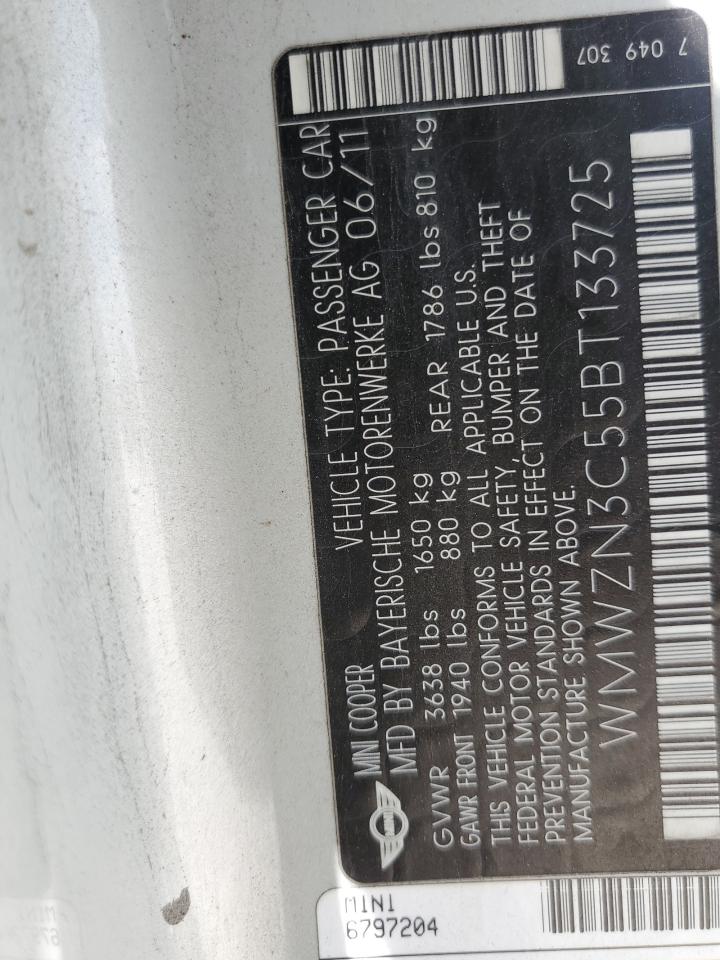 7 049 307
MINI COOPER VEHICLE TYPE: PASSENGER CAR
MFD BY BAYERISCHE MOTORENWERKE AG 06/11
GVWR 3638 lbs 1650 kg
GAWR FRONT 1940 lbs 880 kg REAR 1786 lbs 810 kg
THIS VEHICLE CONFORMS TO ALL APPLICABLE U.S.
FEDERAL MOTOR VEHICLE SAFETY, BUMPER AND THEFT
PREVENTION STANDARDS IN EFFECT ON THE DATE OF
MANUFACTURE SHOWN ABOVE.
WMWZN3C55BT133725
MINI
MINI
6797204